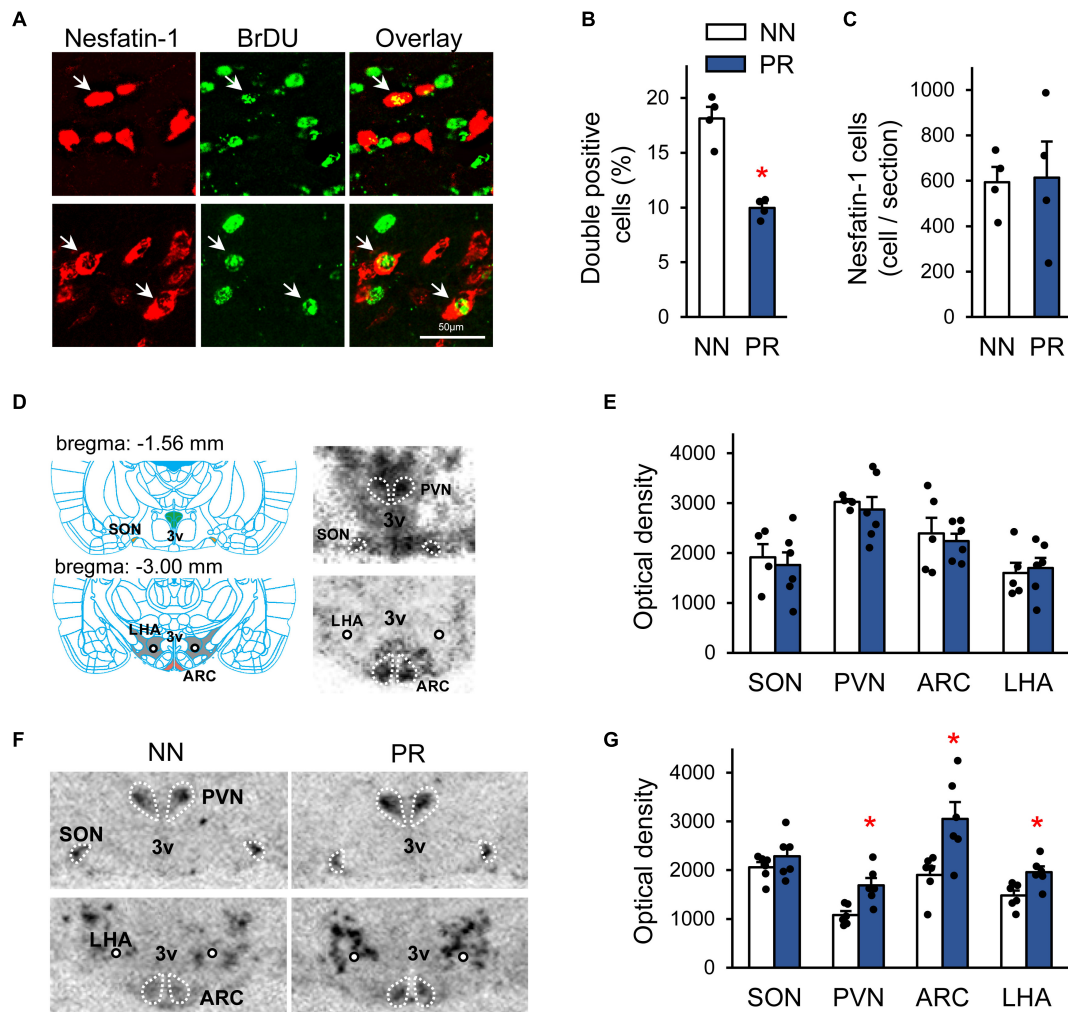 A
Nesfatin-1 BrDU Overlay
50µm
B
NN
PR
Double positive
cells (%)
20
15
10
5
0
*
NN PR
C
Nesfatin-1 cells
(cell / section)
1000
800
600
400
200
0
NN PR
D
bregma: -1.56 mm
SON
3v
bregma: -3.00 mm
LHA
3v
ARC
PVN
SON
3v
LHA
3v
ARC
E
Optical density
4000
3000
2000
1000
0
SON PVN ARC LHA
F
NN PR
PVN
SON
3v
3v
LHA
3v
ARC
3v
G
Optical density
4000
3000
2000
1000
0
* * *
SON PVN ARC LHA